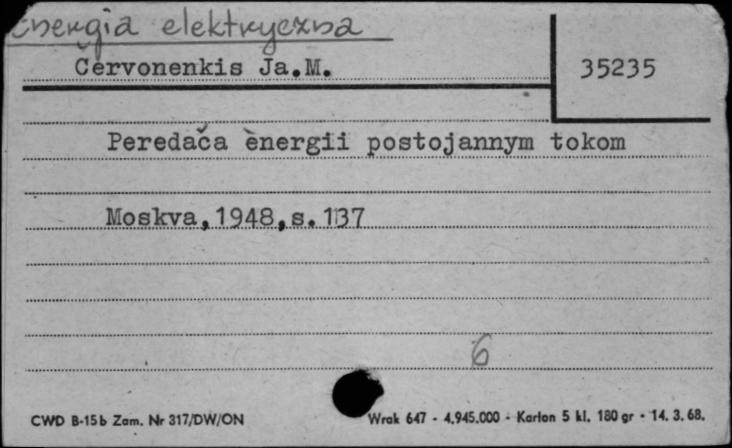 Energia elektryczna
Červonenkis Ja.M.
35235
Peredača ènergii postojannym tokom
Moskva,1948,s.137
6
CWD B-15b Zam. Nr 317/DW/ON
Wrak 647 - 4.945.000 - Karton 5 kl. 180 gr - 14. 3. 68.